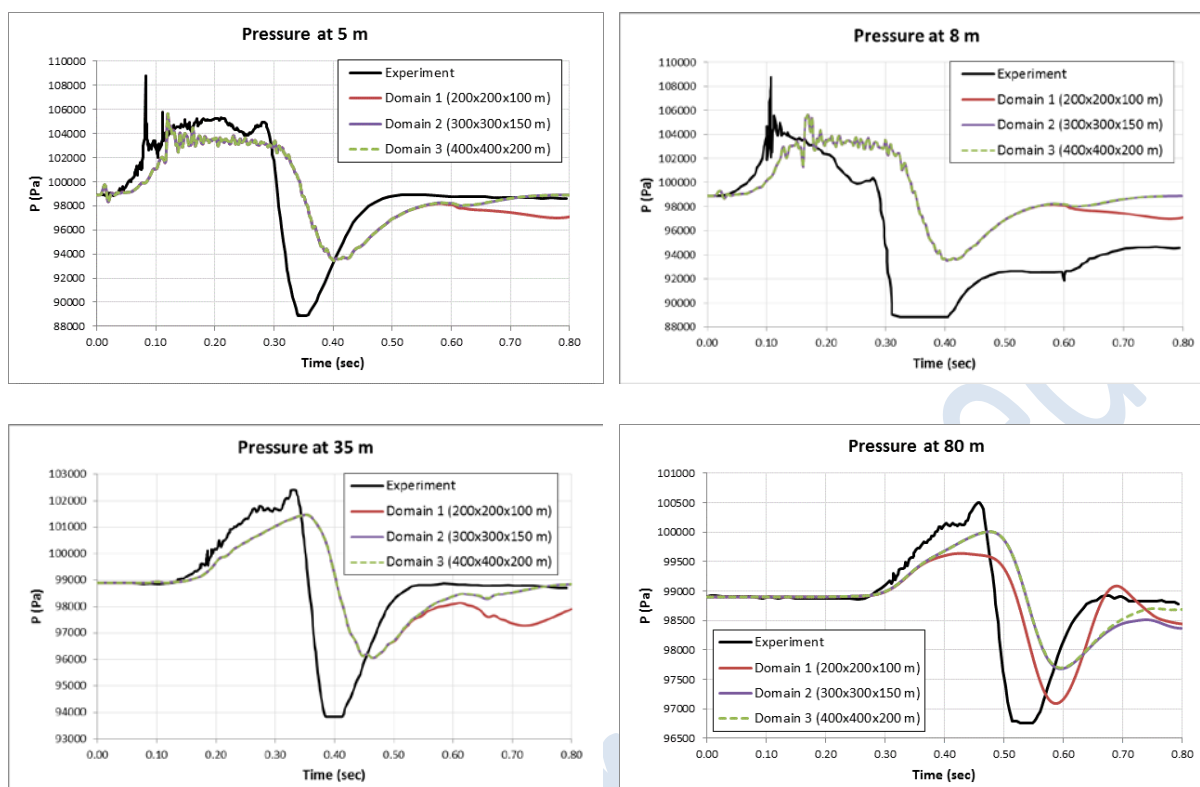 Pressure at 5 m
110000
108000
106000
104000
102000
100000
98000
96000
94000
92000
90000
88000
P (Pa)
0.00 0.10 0.20 0.30 0.40 0.50 0.60 0.70 0.80
Time (sec)
Experiment
Domain 1 (200x200x100 m)
Domain 2 (300x300x150 m)
Domain 3 (400x400x200 m)
Pressure at 8 m
110000
108000
106000
104000
102000
100000
98000
96000
94000
92000
90000
88000
P (Pa)
0.00 0.10 0.20 0.30 0.40 0.50 0.60 0.70 0.80
Time (sec)
Experiment
Domain 1 (200x200x100 m)
Domain 2 (300x300x150 m)
Domain 3 (400x400x200 m)
Pressure at 35 m
103000
102000
101000
100000
99000
98000
97000
96000
95000
94000
93000
P (Pa)
0.00 0.10 0.20 0.30 0.40 0.50 0.60 0.70 0.80
Time (sec)
Experiment
Domain 1 (200x200x100 m)
Domain 2 (300x300x150 m)
Domain 3 (400x400x200 m)
Pressure at 80 m
101000
100500
100000
99500
99000
98500
98000
97500
97000
96500
P (Pa)
0.00 0.10 0.20 0.30 0.40 0.50 0.60 0.70 0.80
Time (sec)
Experiment
Domain 1 (200x200x100 m)
Domain 2 (300x300x150 m)
Domain 3 (400x400x200 m)